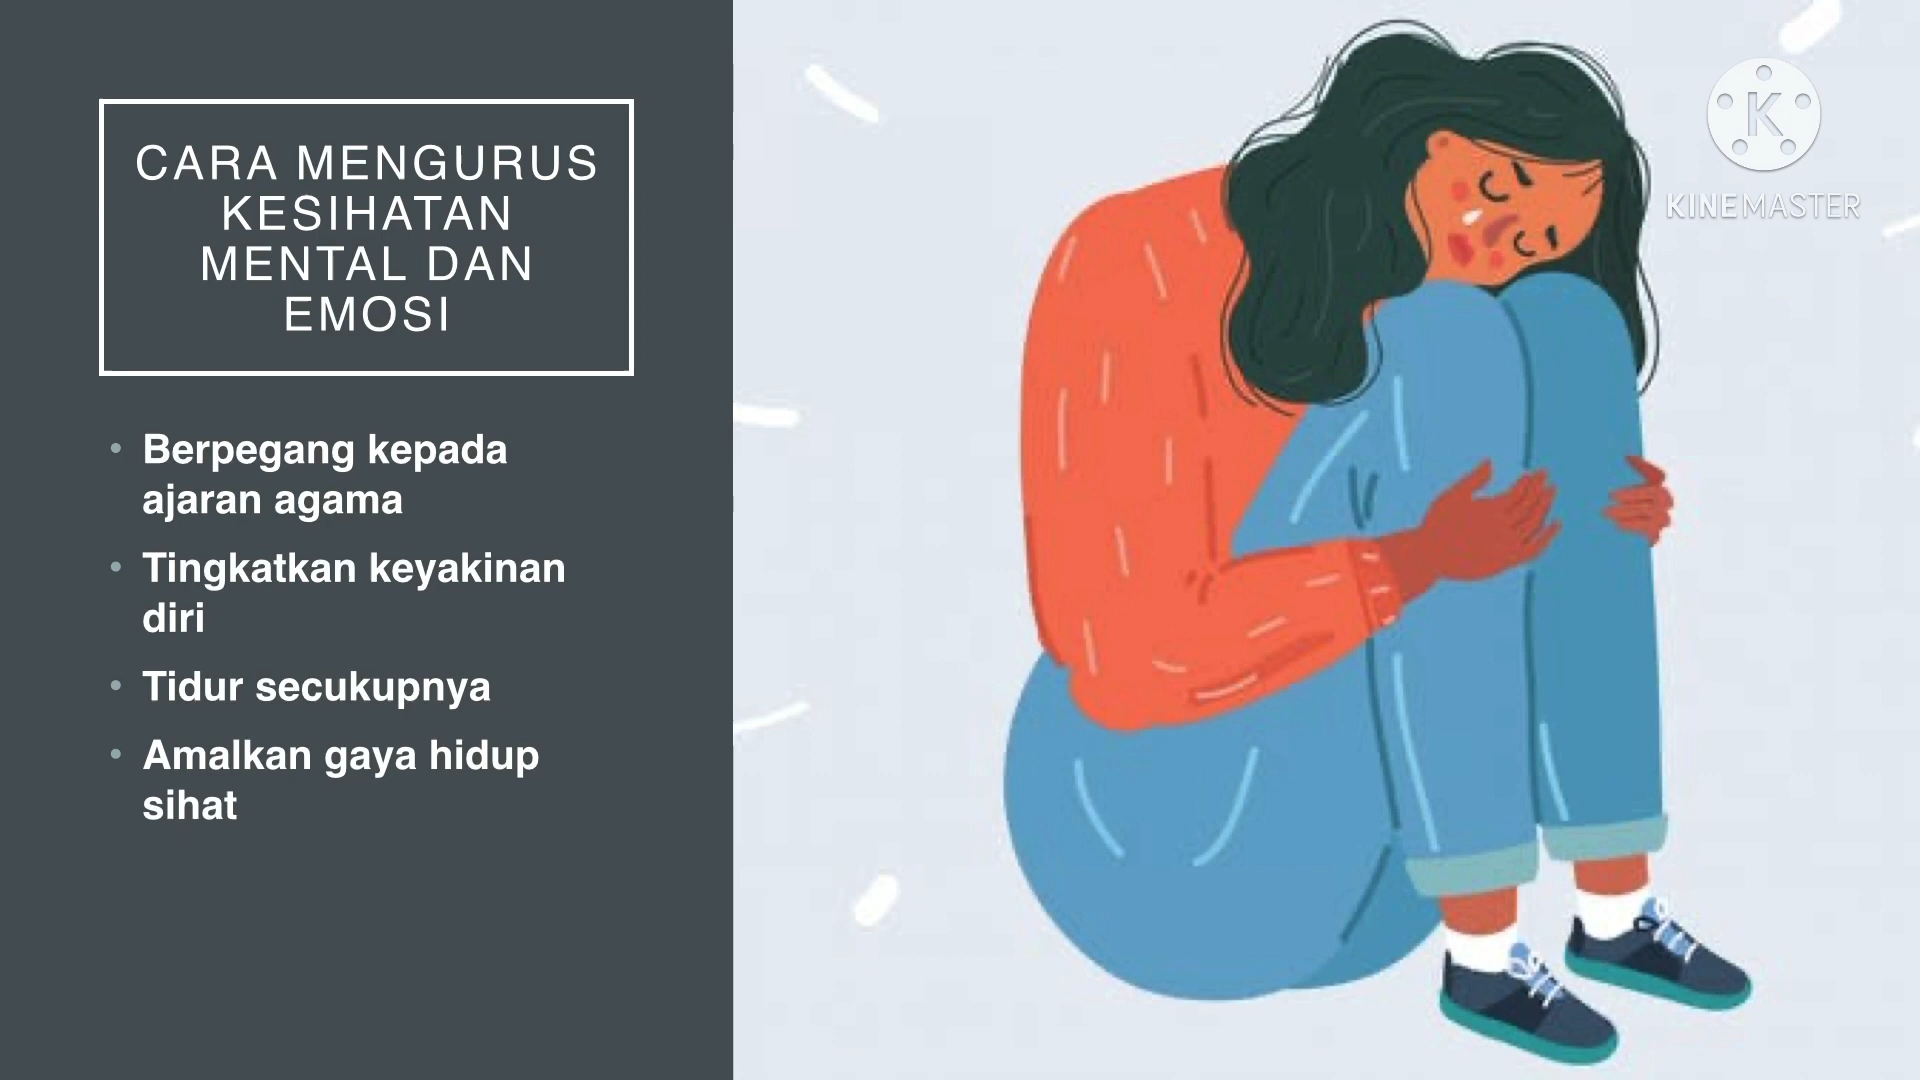 CARA MENGURUS
KESIHATAN
MENTAL DAN
EMOSI
• Berpegang kepada
ajaran agama
• Tingkatkan keyakinan
diri
• Tidur secukupnya
• Amalkan gaya hidup
sihat
K
KINEMASTER